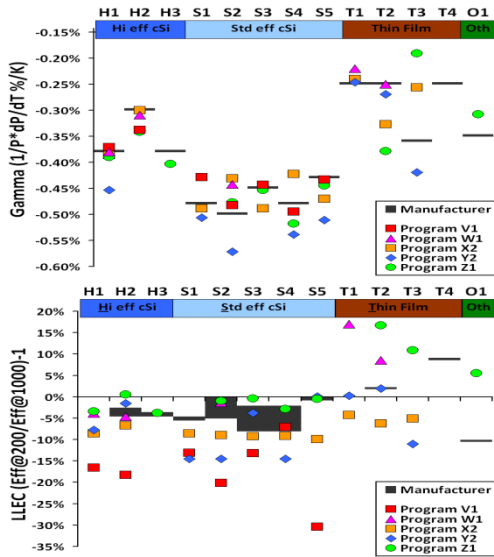 H1 H2 H3 S1 S2 S3 S4 S5 T1 T2 T3 T4 O1
Hi eff cSi Std eff cSi Thin Film Oth
Gamma (1/P*dP/dT %/K)
-0.15%
-0.20%
-0.25%
-0.30%
-0.35%
-0.40%
-0.45%
-0.50%
-0.55%
-0.60%
Manufacturer
Program V1
Program W1
Program X2
Program Y2
Program Z1
H1 H2 H3 S1 S2 S3 S4 S5 T1 T2 T3 T4 O1
Hi eff cSi Std eff cSi Thin Film Oth
LLEC (Eff@200/Eff@1000)-1
20%
15%
10%
5%
0%
-5%
-10%
-15%
-20%
-25%
-30%
-35%
Manufacturer
Program V1
Program W1
Program X2
Program Y2
Program Z1